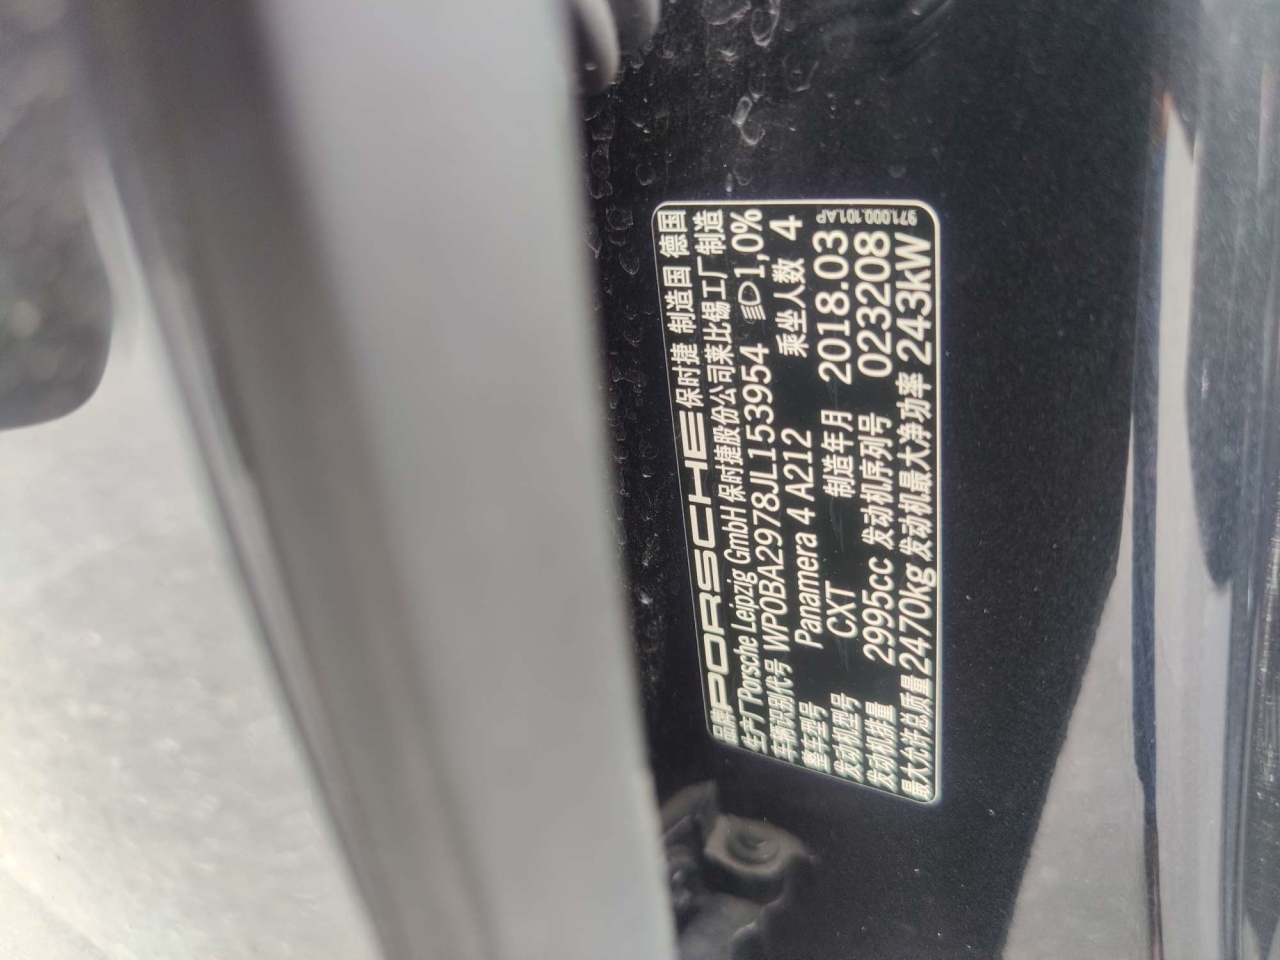 品牌 PORSCHE 保时捷 制造国 德国
生产厂 Porsche Leipzig GmbH 保时捷股份公司莱比锡工厂制造
车辆识别代号 WP0BA2978JL153954 1,0%
整车型号 Panamera 4 A212 乘坐人数 4
发动机型号 CXT 制造年月 2018.03
发动机排量 2995cc 发动机序列号 023208
最大允许总质量 2470kg 发动机最大净功率 243kW
971.000.101.AP